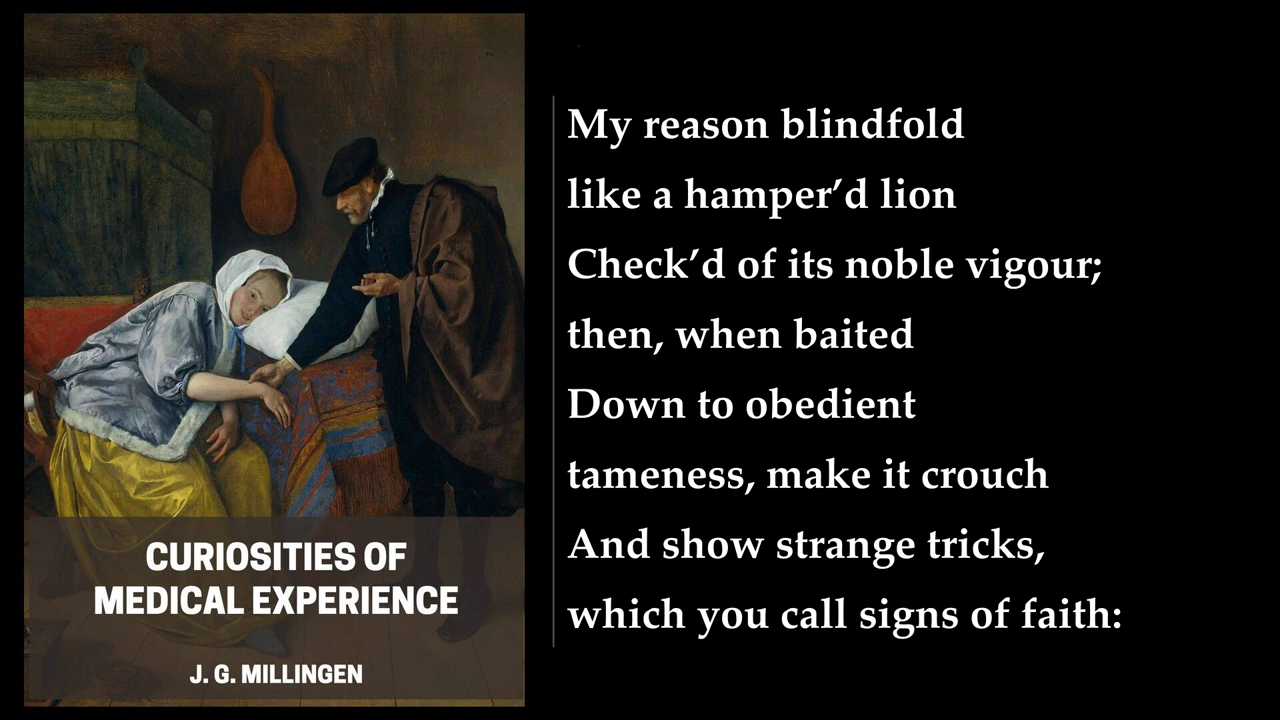 CURIOSITIES OF
MEDICAL EXPERIENCE
J. G. MILLINGEN
My reason blindfold
like a hamper’d lion
Check’d of its noble vigour;
then, when baited
Down to obedient
tameness, make it crouch
And show strange tricks,
which you call signs of faith: